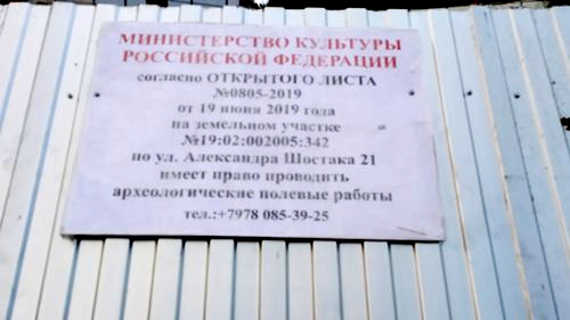 МИНИСТЕРСТВО КУЛЬТУРЫ
РОССИЙСКОЙ ФЕДЕРАЦИИ
согласно ОТКРЫТОГО ЛИСТА
№0805-2019
от 19 июня 2019 года
на земельном участке
№19:02:002005:342
по ул. Александра Шостака 21
имеет право проводить
археологические полевые работы
тел.:+7978 085-39-25